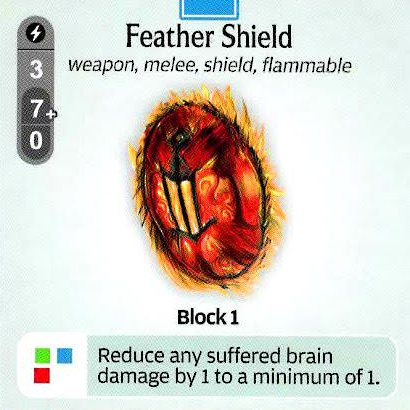 Feather Shield
3
weapon, melee, shield, flammable
7+
0
Block 1
Reduce any suffered brain
damage by 1 to a minimum of 1.